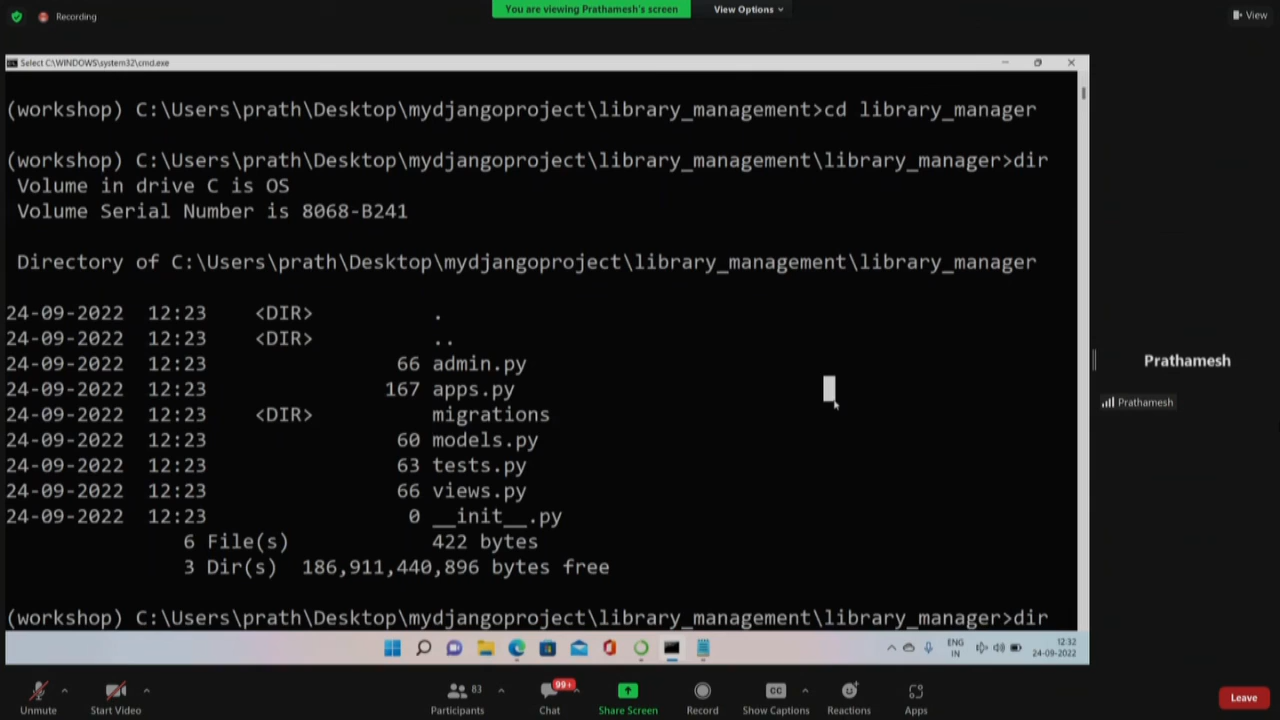 You are viewing Prathamesh's screen
View Options
Recording
View
Select C:\WINDOWS\system32\cmd.exe
(workshop) C:\Users\prath\Desktop\mydjangoproject\library_management>cd library_manager
(workshop) C:\Users\prath\Desktop\mydjangoproject\library_management\library_manager>dir
Volume in drive C is OS
Volume Serial Number is 8068-B241
Directory of C:\Users\prath\Desktop\mydjangoproject\library_management\library_manager
24-09-2022 12:23 <DIR> .
24-09-2022 12:23 <DIR> ..
24-09-2022 12:23 66 admin.py
24-09-2022 12:23 167 apps.py
24-09-2022 12:23 <DIR> migrations
24-09-2022 12:23 60 models.py
24-09-2022 12:23 63 tests.py
24-09-2022 12:23 66 views.py
24-09-2022 12:23 0 __init__.py
6 File(s) 422 bytes
3 Dir(s) 186,911,440,896 bytes free
(workshop) C:\Users\prath\Desktop\mydjangoproject\library_management\library_manager>dir
Prathamesh
Prathamesh
ENG
IN
12:32
24-09-2022
Unmute
Start Video
Participants 83
Chat 99+
Share Screen
Record
CC
Show Captions
Reactions
Apps
Leave